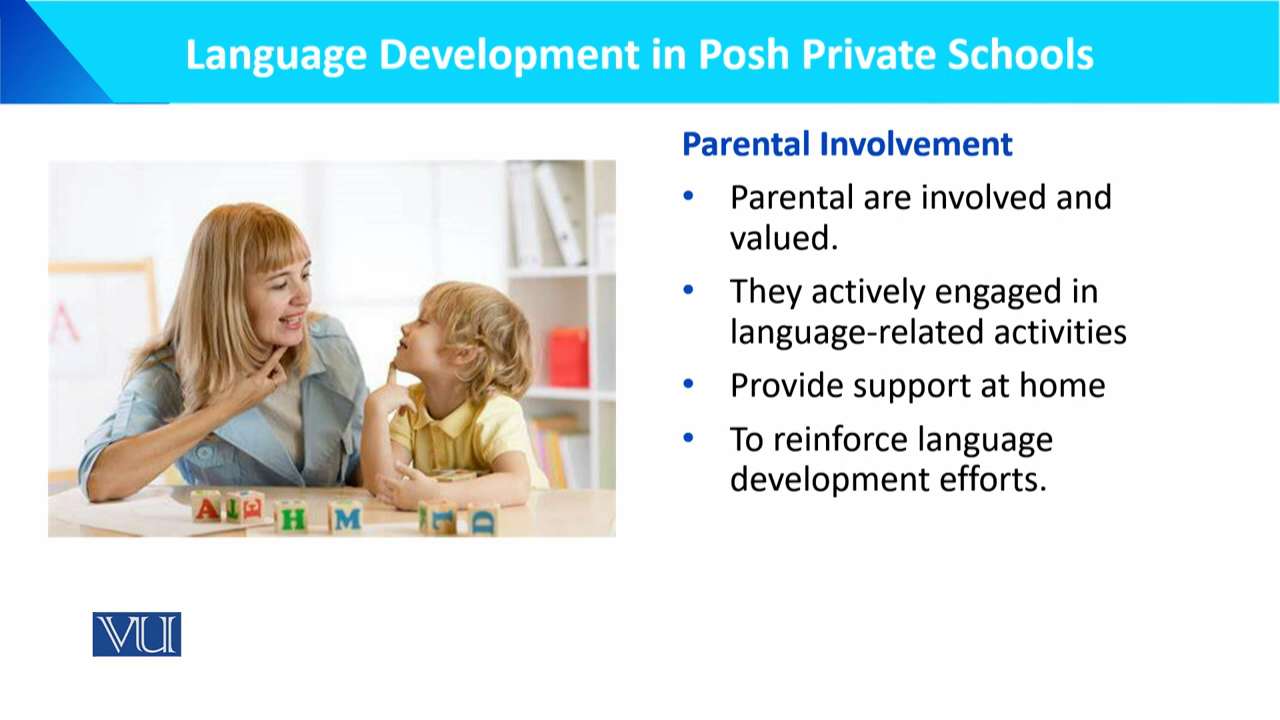 Language Development in Posh Private Schools
Parental Involvement
• Parental are involved and
valued.
• They actively engaged in
language-related activities
• Provide support at home
• To reinforce language
development efforts.
A
A
E
H
M
D
VU